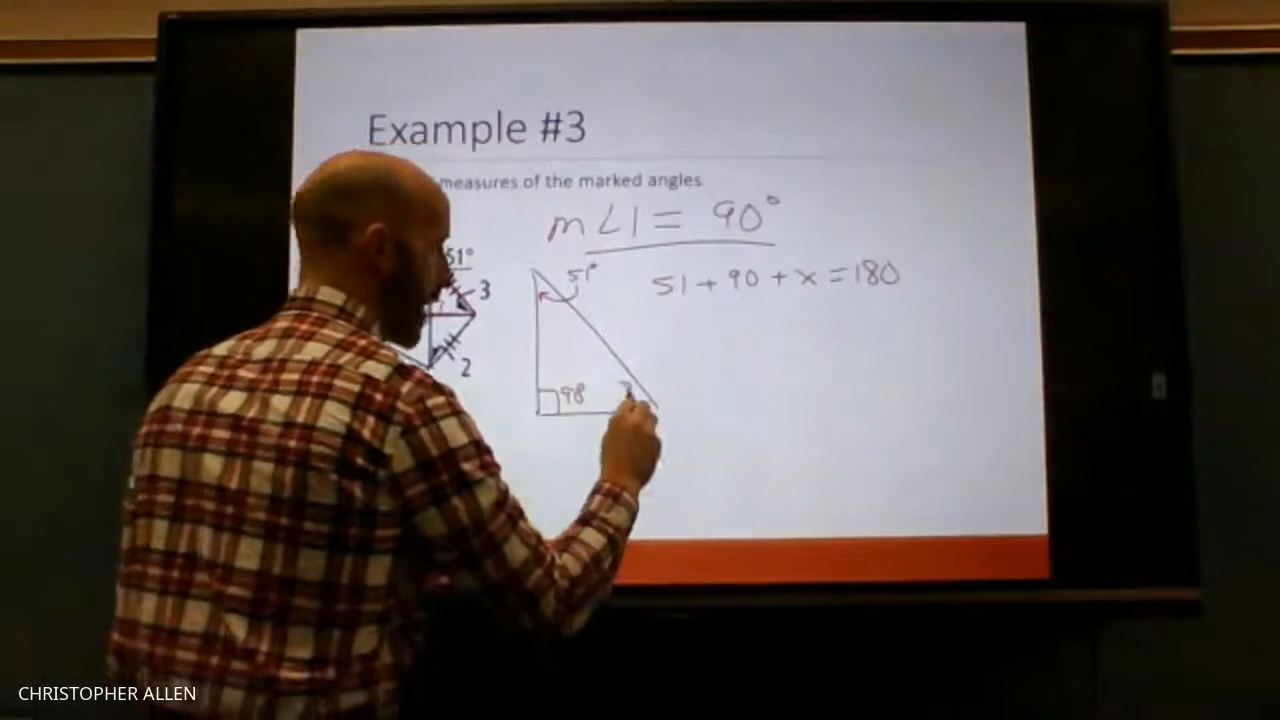 Example #3
measures of the marked angles
m∠1 = 90°
51°
3
2
51°
51 + 90 + x = 180
98
CHRISTOPHER ALLEN